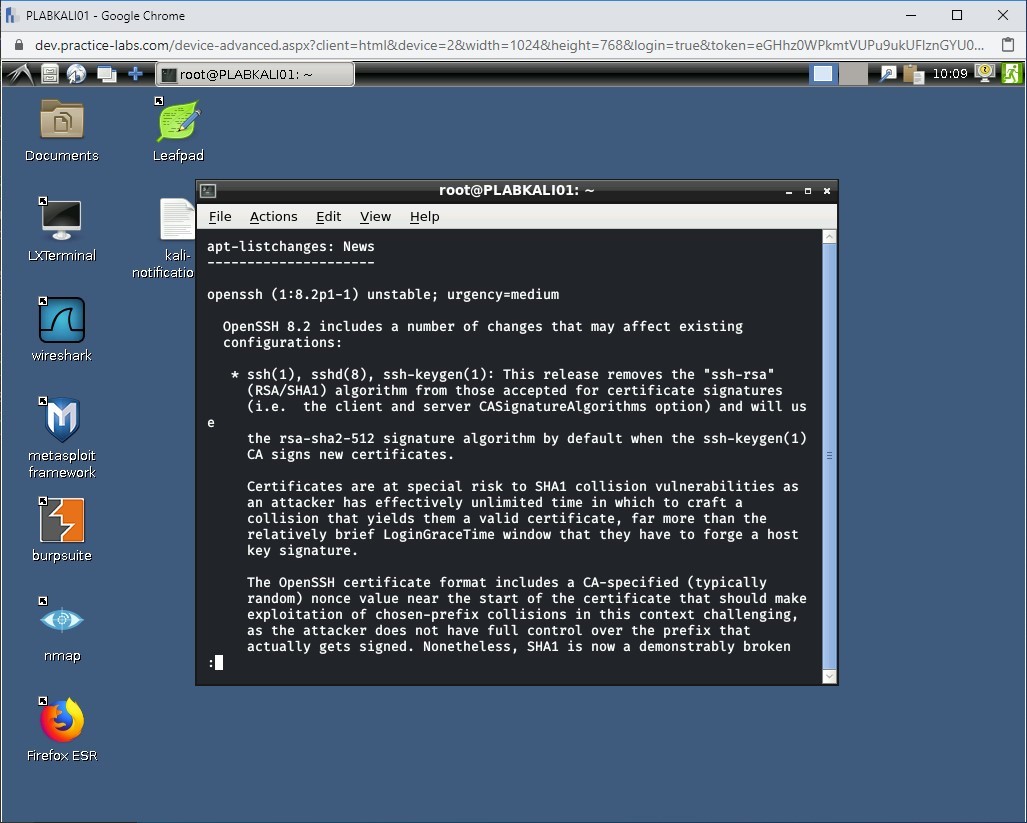 PLABKALI01 - Google Chrome
dev.practice-labs.com/device-advanced.aspx?client=html&device=2&width=1024&height=768&login=true&token=eGHhz0WPkmtVUPu9ukUFlznGYU0...
root@PLABKALI01: ~
10:09
Documents
Leafpad
LXTerminal
kali-
notificatio
wireshark
metasploit
framework
burpsuite
nmap
Firefox ESR
root@PLABKALI01: ~
File Actions Edit View Help
apt-listchanges: News
---------------------
openssh (1:8.2p1-1) unstable; urgency=medium
OpenSSH 8.2 includes a number of changes that may affect existing
configurations:
* ssh(1), sshd(8), ssh-keygen(1): This release removes the "ssh-rsa"
(RSA/SHA1) algorithm from those accepted for certificate signatures
(i.e.  the client and server CASignatureAlgorithms option) and will us
e
the rsa-sha2-512 signature algorithm by default when the ssh-keygen(1)
CA signs new certificates.
Certificates are at special risk to SHA1 collision vulnerabilities as
an attacker has effectively unlimited time in which to craft a
collision that yields them a valid certificate, far more than the
relatively brief LoginGraceTime window that they have to forge a host
key signature.
The OpenSSH certificate format includes a CA-specified (typically
random) nonce value near the start of the certificate that should make
exploitation of chosen-prefix collisions in this context challenging,
as the attacker does not have full control over the prefix that
actually gets signed. Nonetheless, SHA1 is now a demonstrably broken
: